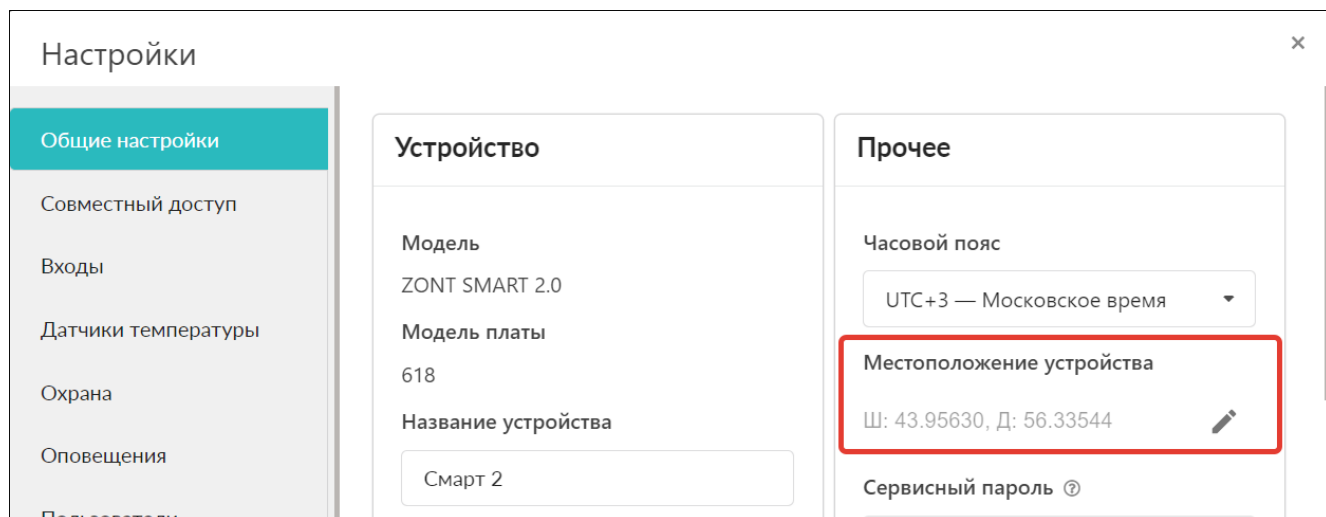 Настройки
×
Общие настройки
Совместный доступ
Входы
Датчики температуры
Охрана
Оповещения
Пользователи
Устройство
Модель
ZONT SMART 2.0
Модель платы
618
Название устройства
Смарт 2
Прочее
Часовой пояс
UTC+3 — Московское время
Местоположение устройства
Ш: 43.95630, Д: 56.33544
Сервисный пароль ?